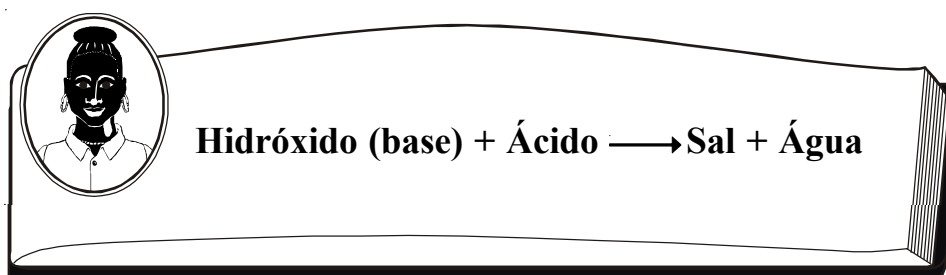 Hidróxido (base) + Ácido ⟶ Sal + Água